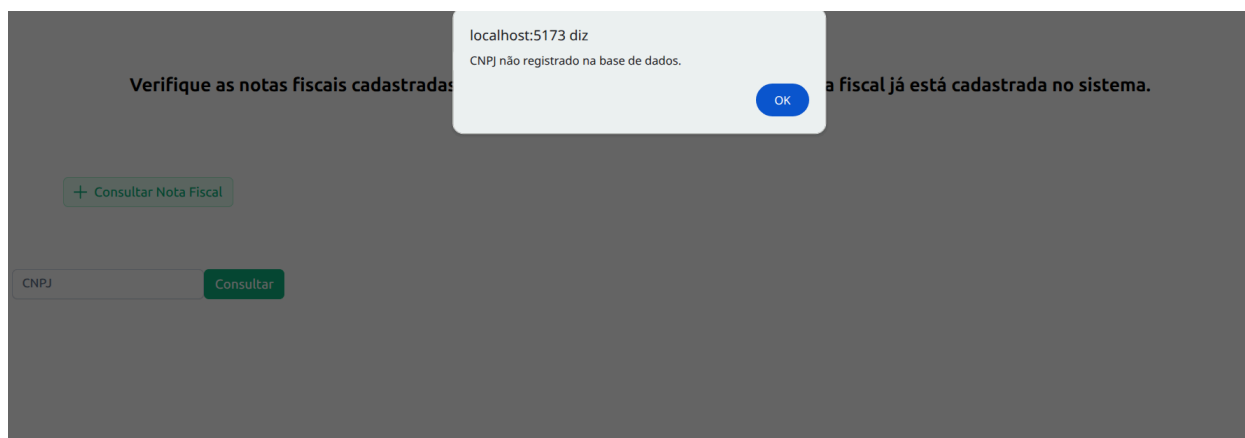 localhost:5173 diz
CNPJ não registrado na base de dados.
OK
Verifique as notas fiscais cadastradas a fiscal já está cadastrada no sistema.
+ Consultar Nota Fiscal
CNPJ Consultar